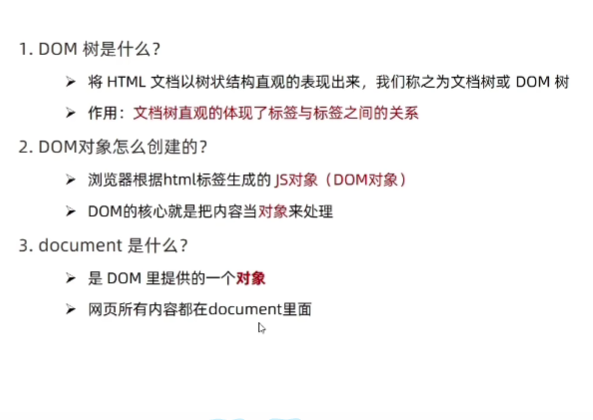 1. DOM 树是什么？
➢ 将 HTML 文档以树状结构直观的表现出来，我们称之为文档树或 DOM 树
➢ 作用：文档树直观的体现了标签与标签之间的关系
2. DOM对象怎么创建的？
➢ 浏览器根据html标签生成的 JS对象（DOM对象）
➢ DOM的核心就是把内容当对象来处理
3. document 是什么？
➢ 是 DOM 里提供的一个对象
➢ 网页所有内容都在document里面